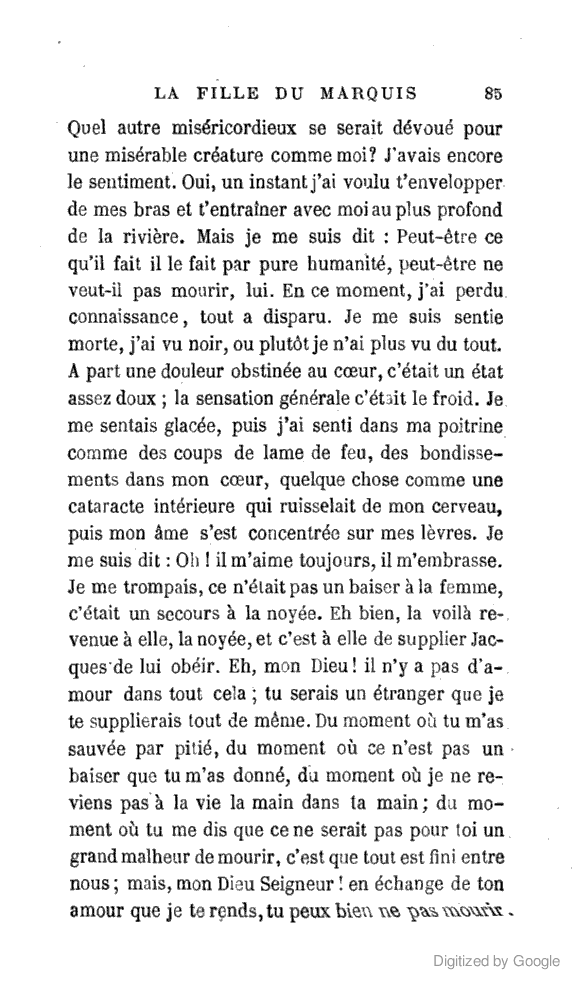 LA FILLE DU MARQUIS 85
Quel autre miséricordieux se serait dévoué pour
une misérable créature comme moi? J'avais encore
le sentiment. Oui, un instant j'ai voulu t'envelopper
de mes bras et t'entraîner avec moi au plus profond
de la rivière. Mais je me suis dit : Peut-être ce
qu'il fait il le fait par pure humanité, peut-être ne
veut-il pas mourir, lui. En ce moment, j'ai perdu
connaissance, tout a disparu. Je me suis sentie
morte, j'ai vu noir, ou plutôt je n'ai plus vu du tout.
A part une douleur obstinée au cœur, c'était un état
assez doux ; la sensation générale c'était le froid. Je
me sentais glacée, puis j'ai senti dans ma poitrine
comme des coups de lame de feu, des bondisse-
ments dans mon cœur, quelque chose comme une
cataracte intérieure qui ruisselait de mon cerveau,
puis mon âme s'est concentrée sur mes lèvres. Je
me suis dit : Oh ! il m'aime toujours, il m'embrasse.
Je me trompais, ce n'était pas un baiser à la femme,
c'était un secours à la noyée. Eh bien, la voilà re-
venue à elle, la noyée, et c'est à elle de supplier Jac-
ques de lui obéir. Eh, mon Dieu! il n'y a pas d'a-
mour dans tout cela ; tu serais un étranger que je
te supplierais tout de même. Du moment où tu m'as
sauvée par pitié, du moment où ce n'est pas un
baiser que tu m'as donné, du moment où je ne re-
viens pas à la vie la main dans ta main ; du mo-
ment où tu me dis que ce ne serait pas pour toi un
grand malheur de mourir, c'est que tout est fini entre
nous ; mais, mon Dieu Seigneur ! en échange de ton
amour que je te rends, tu peux bien ne pas mourir.
Digitized by Google